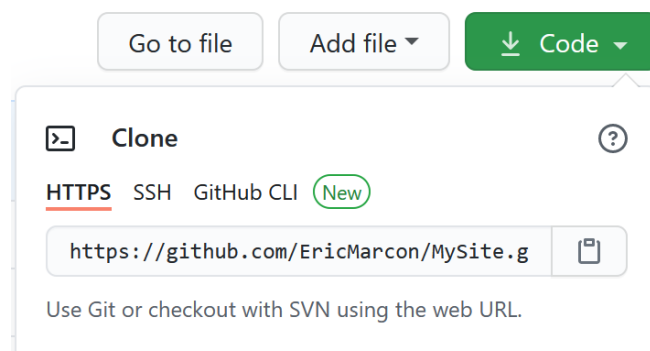 Go to file Add file Code
Clone
HTTPS SSH GitHub CLI New
https://github.com/EricMarcon/MySite.g
Use Git or checkout with SVN using the web URL.